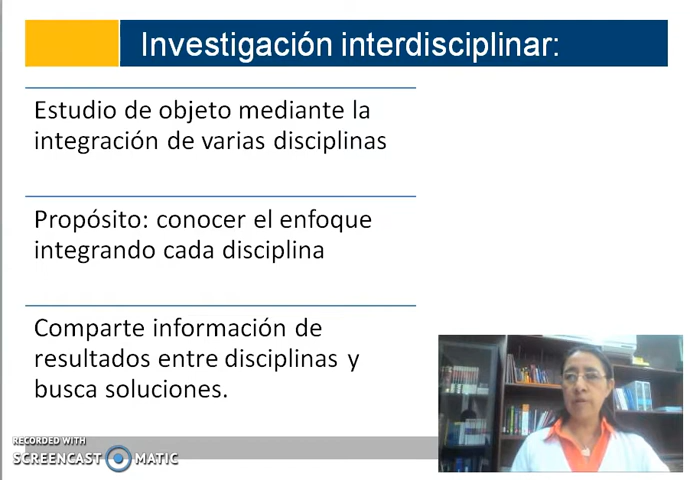 Investigación interdisciplinar:
Estudio de objeto mediante la
integración de varias disciplinas
Propósito: conocer el enfoque
integrando cada disciplina
Comparte información de
resultados entre disciplinas y
busca soluciones.
RECORDED WITH
SCREENCAST MATIC